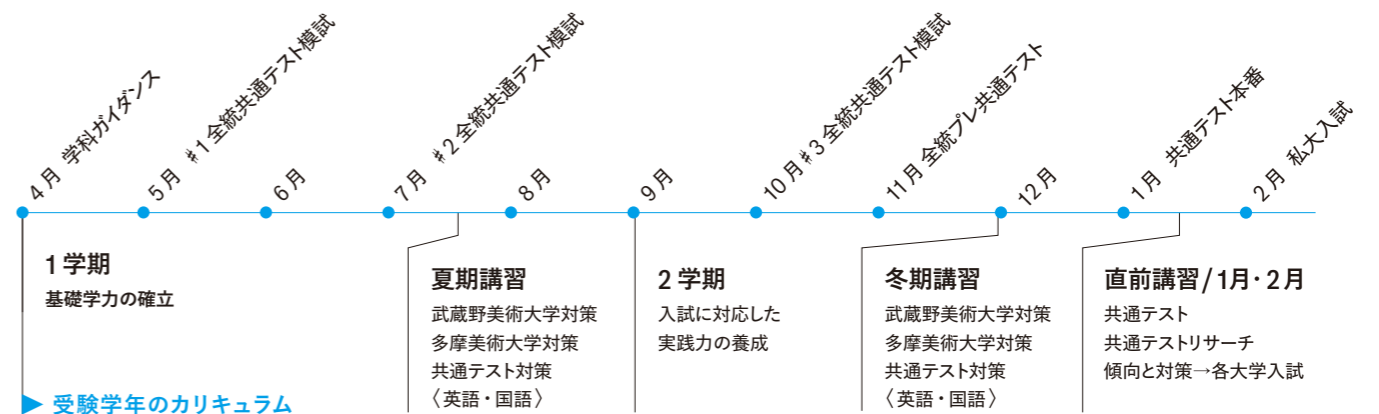 4月 学科ガイダンス
5月 ♯1全統共通テスト模試
6月
7月 ♯2全統共通テスト模試
8月
9月
10月♯3全統共通テスト模試
11月 全統プレ共通テスト
12月
1月 共通テスト本番
2月 私大入試
1学期
基礎学力の確立
夏期講習
武蔵野美術大学対策
多摩美術大学対策
共通テスト対策
〈英語・国語〉
2学期
入試に対応した
実践力の養成
冬期講習
武蔵野美術大学対策
多摩美術大学対策
共通テスト対策
〈英語・国語〉
直前講習/1月・2月
共通テスト
共通テストリサーチ
傾向と対策→各大学入試
▶ 受験学年のカリキュラム